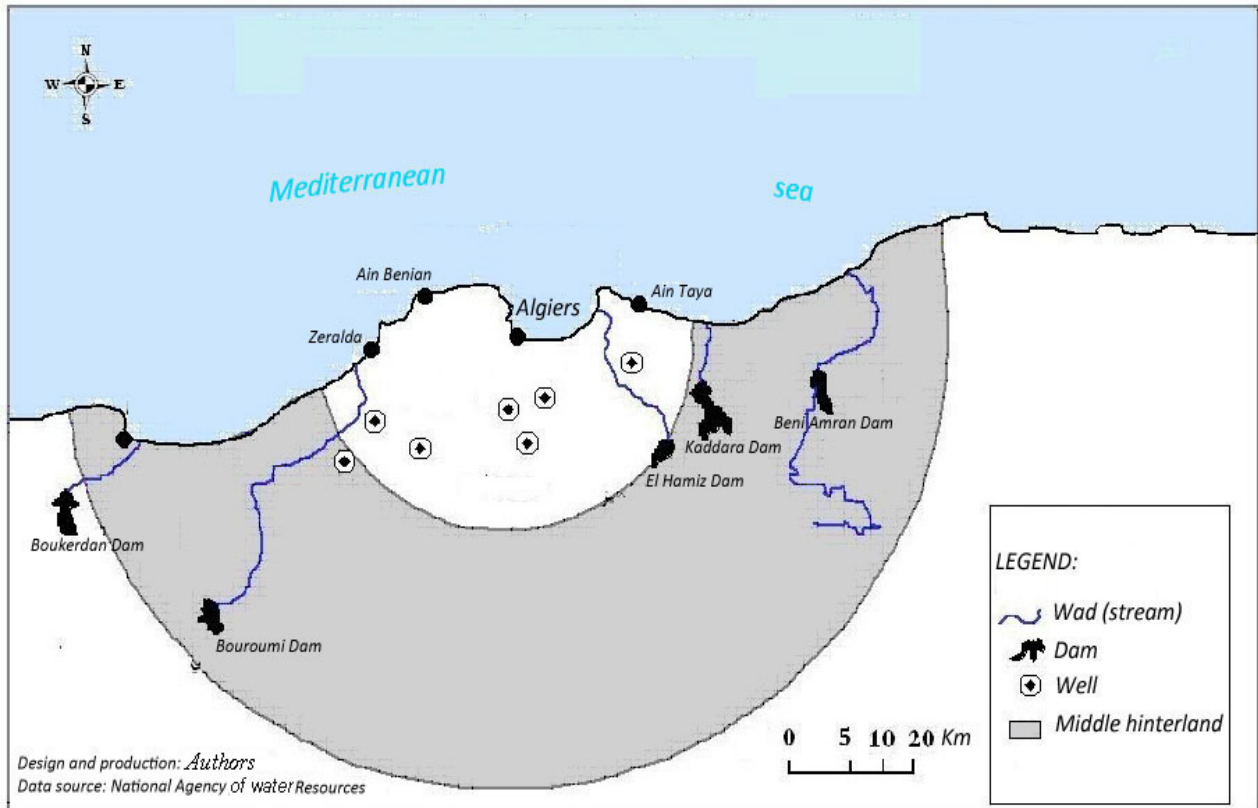 N
W E
S
Mediterranean
sea
Ain Benian
Ain Taya
Algiers
Zeralda
Beni Amran Dam
Kaddara Dam
El Hamiz Dam
Boukerdan Dam
Bouroumi Dam
LEGEND:
Wad (stream)
Dam
Well
Middle hinterland
0 5 10 20 Km
Design and production: Authors
Data source: National Agency of water Resources